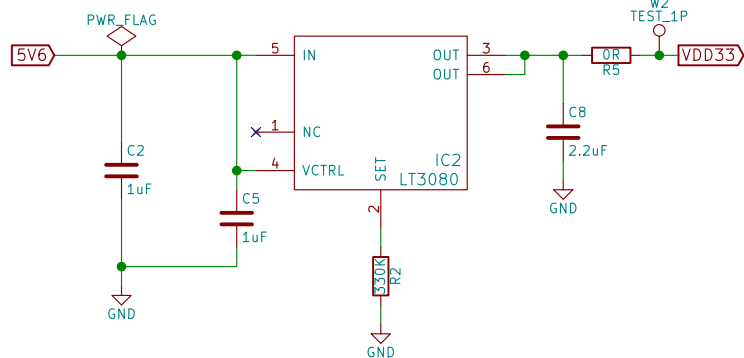 PWR_FLAG
W2
TEST_1P
5V6
5
IN
OUT
3
R5
0R
VDD33
OUT
6
C8
2.2uF
1
NC
C2
1uF
4
VCTRL
SET
IC2
LT3080
2
C5
1uF
GND
330K
R2
GND
GND